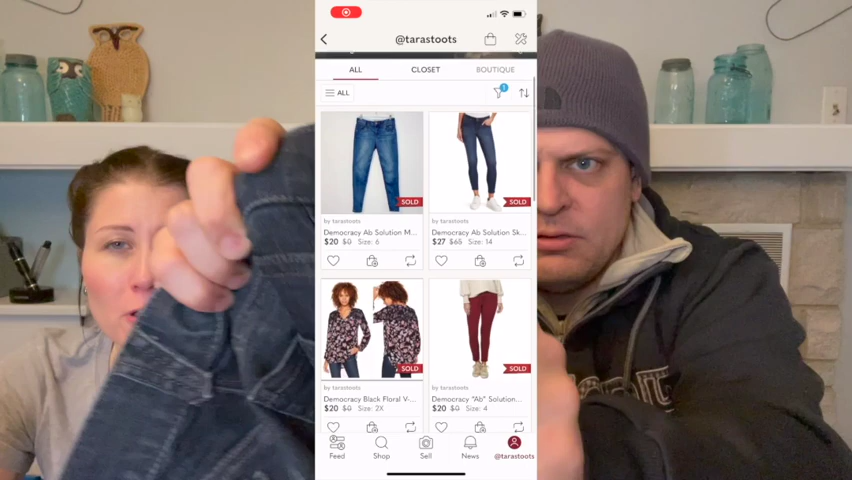 @tarastoots
ALL
CLOSET
BOUTIQUE
ALL
SOLD
SOLD
by tarastoots
by tarastoots
Democracy Ab Solution M...
Democracy Ab Solution Sk...
$20 $0 Size: 6
$27 $65 Size: 14
SOLD
SOLD
by tarastoots
by tarastoots
Democracy Black Floral V-...
Democracy "Ab" Solution...
$20 $0 Size: 2X
$20 $0 Size: 4
Feed
Shop
Sell
News
@tarastoots